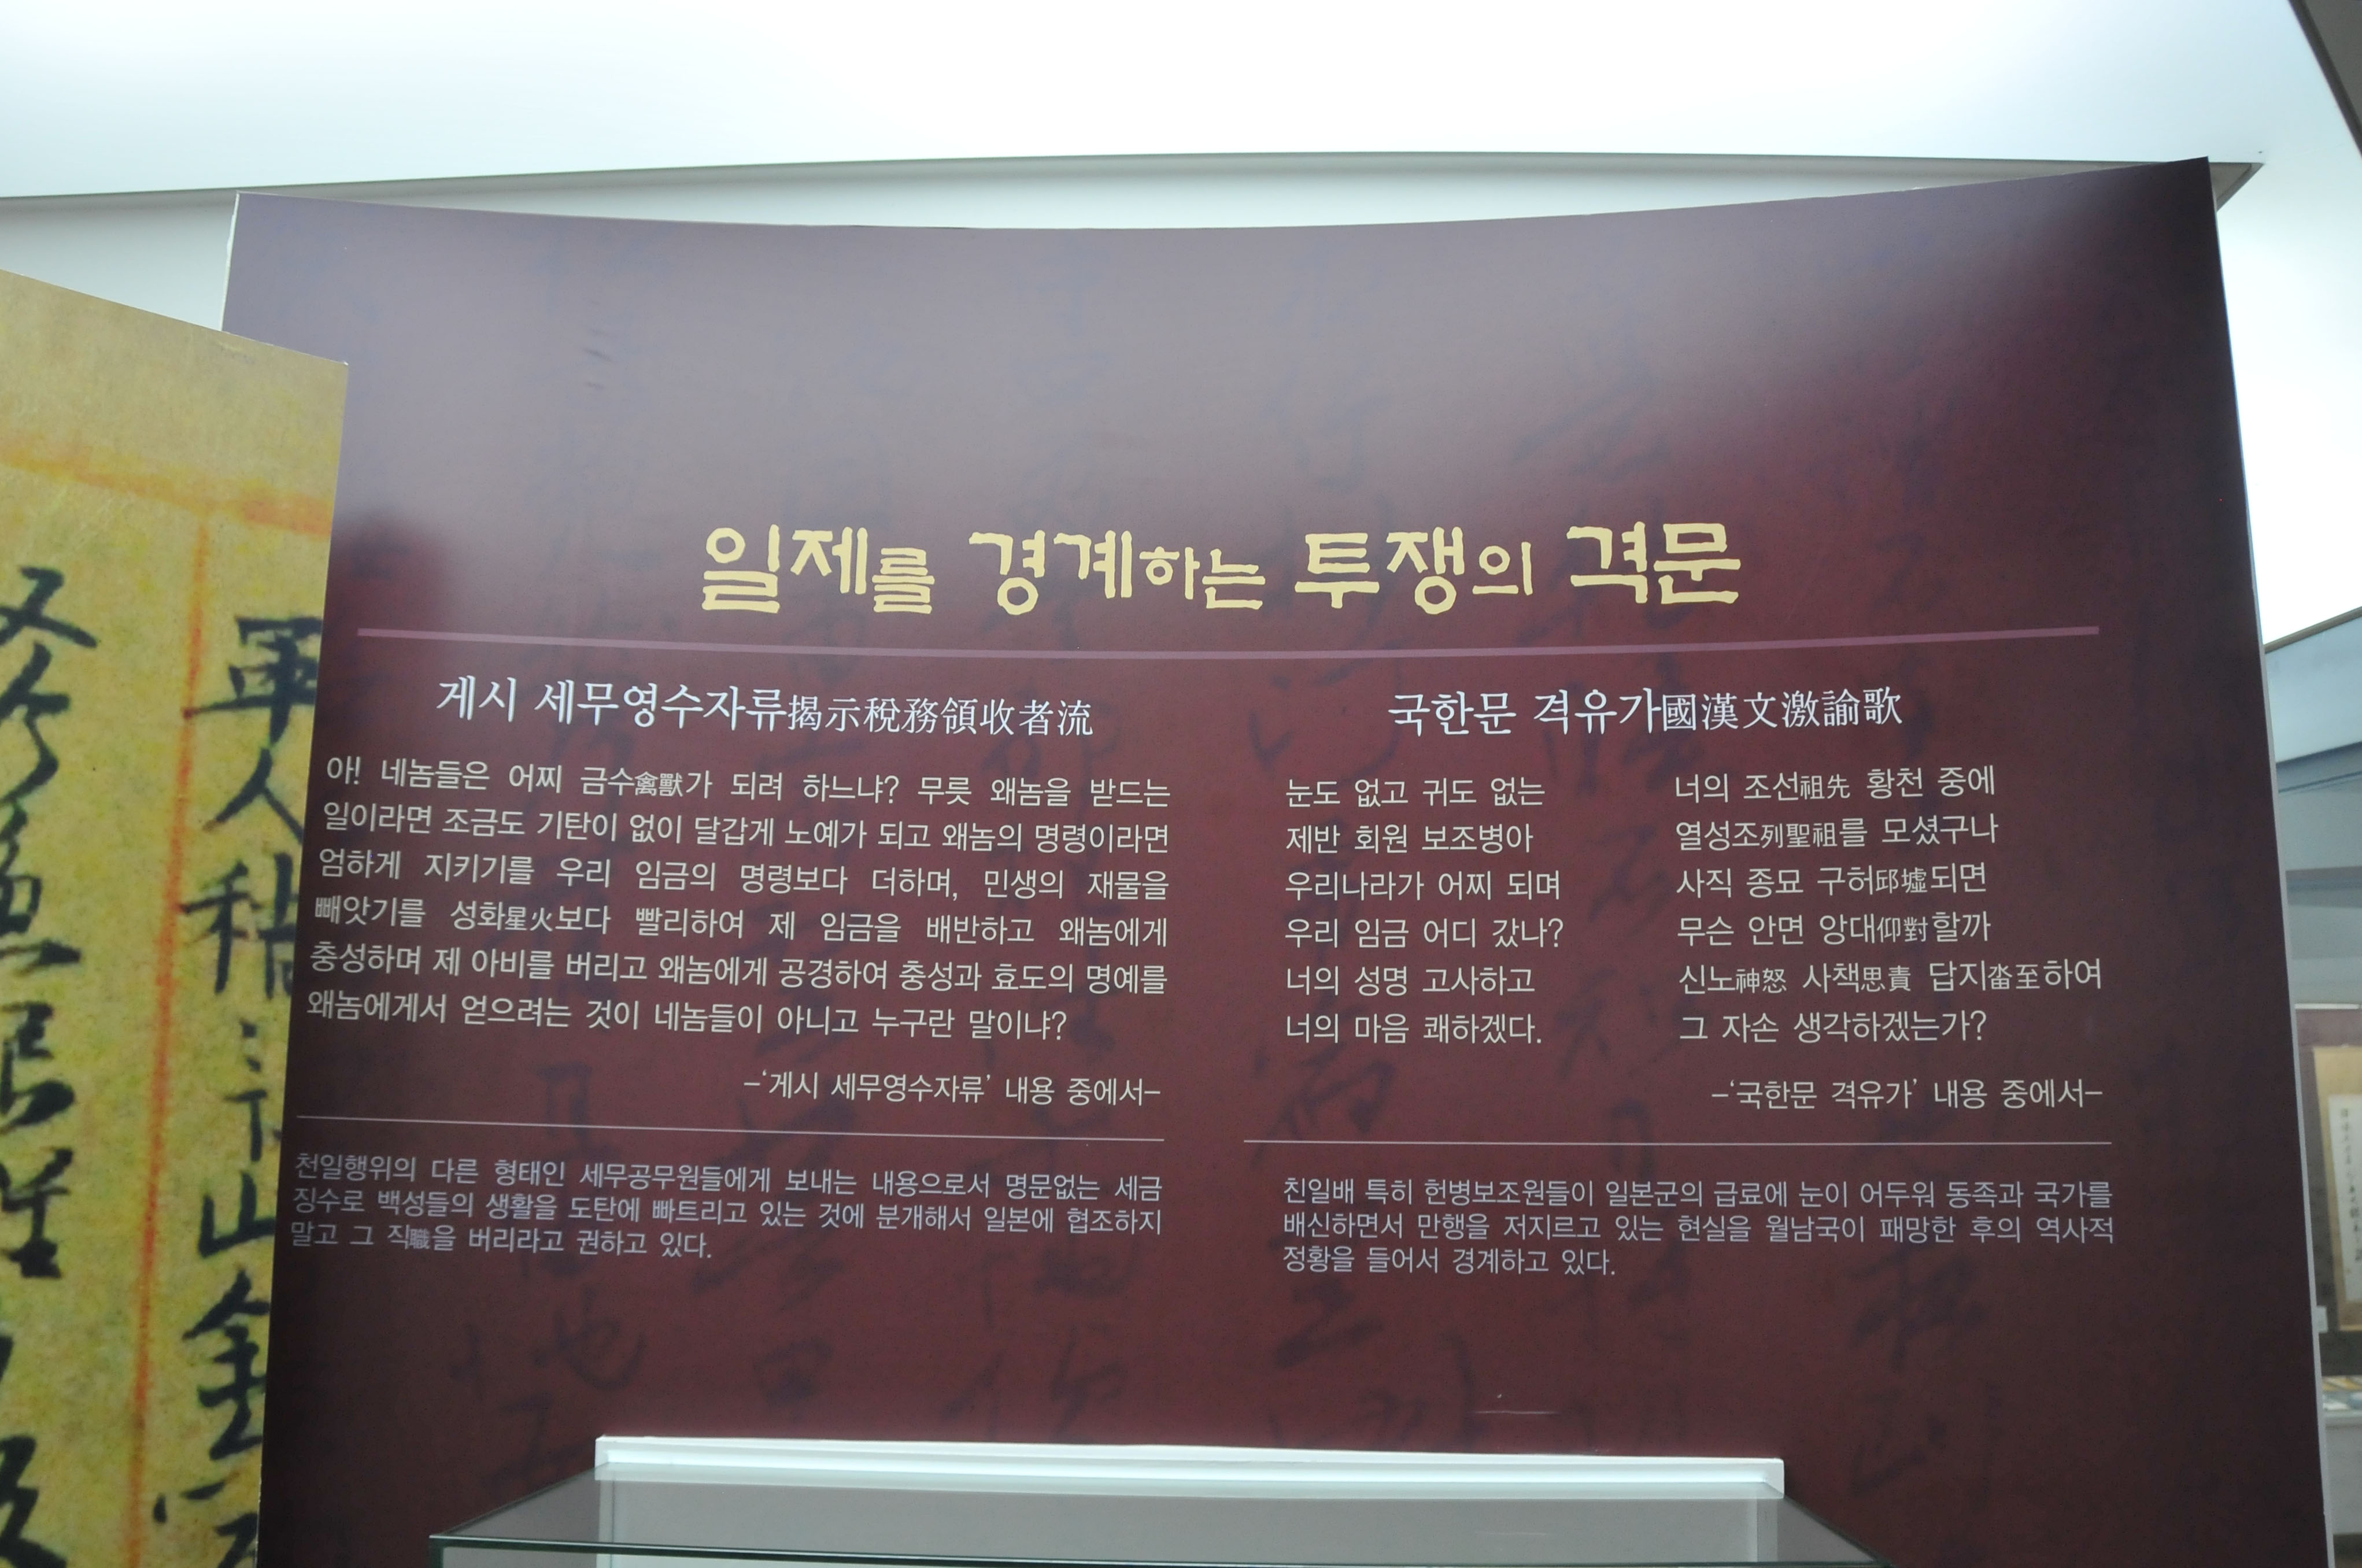 일제를 경계하는 투쟁의 격문
게시 세무영수자류揭示稅務領收者流
아! 네놈들은 어찌 금수禽獸가 되려 하느냐? 무릇 왜놈을 받드는
일이라면 조금도 기탄이 없이 달갑게 노예가 되고 왜놈의 명령이라면
엄하게 지키기를 우리 임금의 명령보다 더하며, 민생의 재물을
빼앗기를 성화星火보다 빨리하여 제 임금을 배반하고 왜놈에게
충성하며 제 아비를 버리고 왜놈에게 공경하여 충성과 효도의 명예를
왜놈에게서 얻으려는 것이 네놈들이 아니고 누구란 말이냐?
–‘게시 세무영수자류’ 내용 중에서–
천일행위의 다른 형태인 세무공무원들에게 보내는 내용으로서 명문없는 세금
징수로 백성들의 생활을 도탄에 빠트리고 있는 것에 분개해서 일본에 협조하지
말고 그 직職을 버리라고 권하고 있다.
국한문 격유가國漢文激諭歌
눈도 없고 귀도 없는
제반 회원 보조병아
우리나라가 어찌 되며
우리 임금 어디 갔나?
너의 성명 고사하고
너의 마음 쾌하겠다.
너의 조선祖先 황천 중에
열성조列聖祖를 모셨구나
사직 종묘 구허邱墟되면
무슨 안면 앙대仰對할까
신노神怒 사책思責 답지畓至하여
그 자손 생각하겠는가?
–‘국한문 격유가’ 내용 중에서–
친일배 특히 헌병보조원들이 일본군의 급료에 눈이 어두워 동족과 국가를
배신하면서 만행을 저지르고 있는 현실을 월남국이 패망한 후의 역사적
정황을 들어서 경계하고 있다.
軍人稱
山